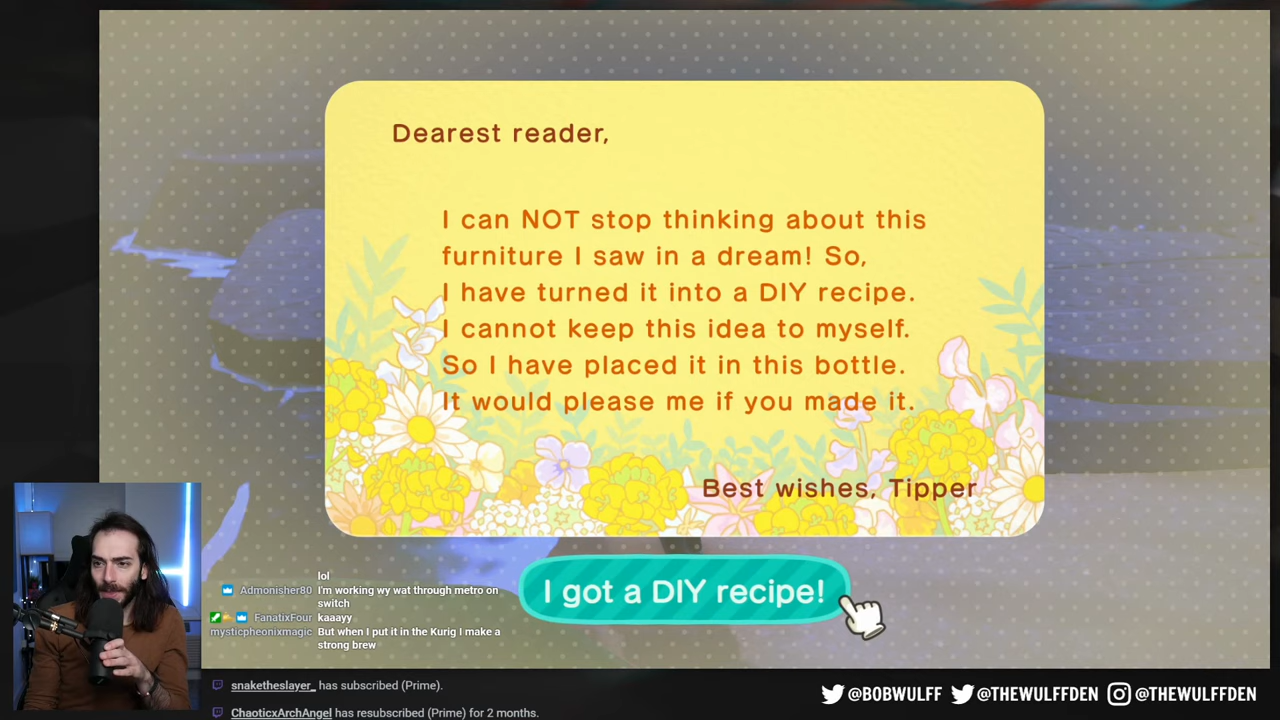 Dearest reader,
I can NOT stop thinking about this
furniture I saw in a dream! So,
I have turned it into a DIY recipe.
I cannot keep this idea to myself.
So I have placed it in this bottle.
It would please me if you made it.
Best wishes, Tipper
I got a DIY recipe!
lol
Admonisher80 I'm working wy wat through metro on
switch
FanatixFour kaaayy
mysticpheonixmagic But when I put it in the Kurig I make a
strong brew
snaketheslayer_ has subscribed (Prime).
ChaoticxArchAngel has resubscribed (Prime) for 2 months.
@BOBWULFF @THEWULFFDEN @THEWULFFDEN